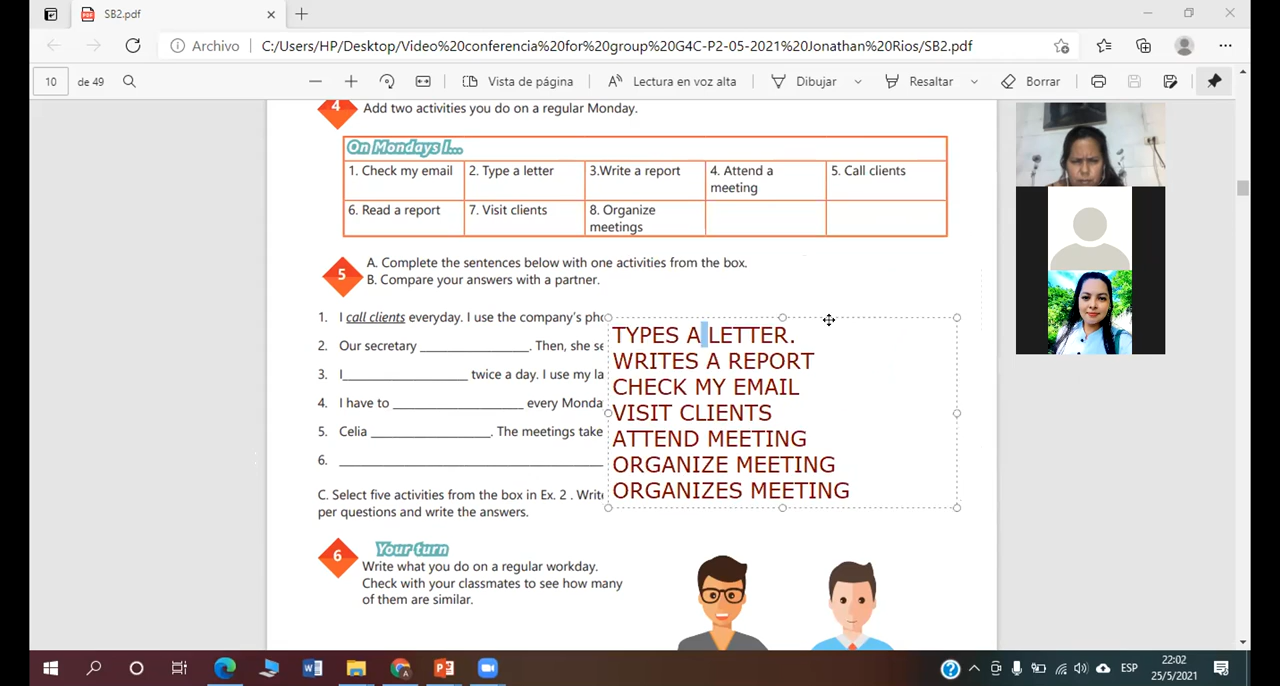 SB2.pdf
Archivo C:/Users/HP/Desktop/Video%20conferencia%20for%20group%20G4C-P2-05-2021%20Jonathan%20Rios/SB2.pdf
10 de 49 Vista de página Lectura en voz alta Dibujar Resaltar Borrar
4 Add two activities you do on a regular Monday.
On Mondays I...
1. Check my email 2. Type a letter 3.Write a report 4. Attend a meeting 5. Call clients
6. Read a report 7. Visit clients 8. Organize meetings
5 A. Complete the sentences below with one activities from the box.
B. Compare your answers with a partner.
1. I call clients everyday. I use the company's pho
2. Our secretary _______________. Then, she se
3. I__________________ twice a day. I use my la
4. I have to __________________ every Monda
5. Celia _________________. The meetings take
6. ______________________________________
TYPES A LETTER.
WRITES A REPORT
CHECK MY EMAIL
VISIT CLIENTS
ATTEND MEETING
ORGANIZE MEETING
ORGANIZES MEETING
C. Select five activities from the box in Ex. 2 . Write
per questions and write the answers.
6 Your turn
Write what you do on a regular workday.
Check with your classmates to see how many
of them are similar.
ESP 22:02
25/5/2021